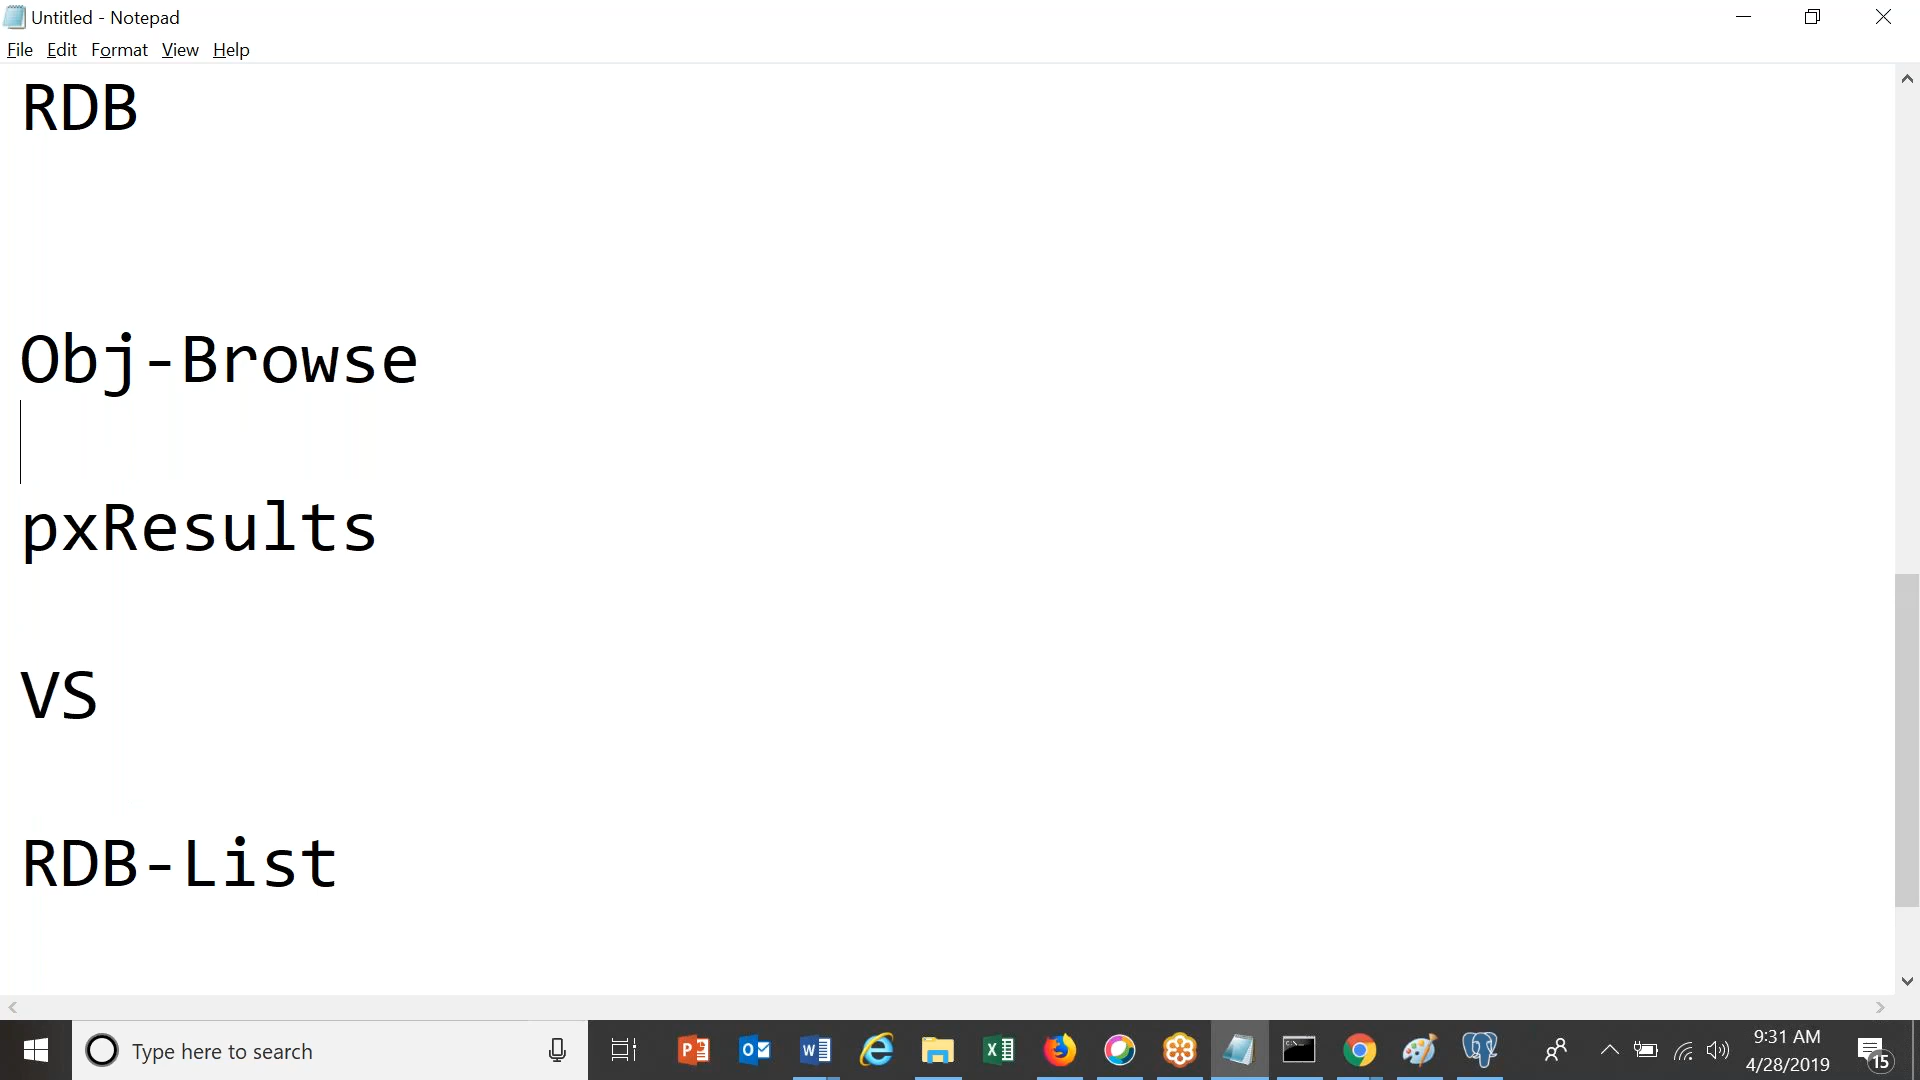 Untitled - Notepad
File Edit Format View Help
RDB
Obj-Browse
pxResults
VS
RDB-List
Type here to search
9:31 AM
4/28/2019
15